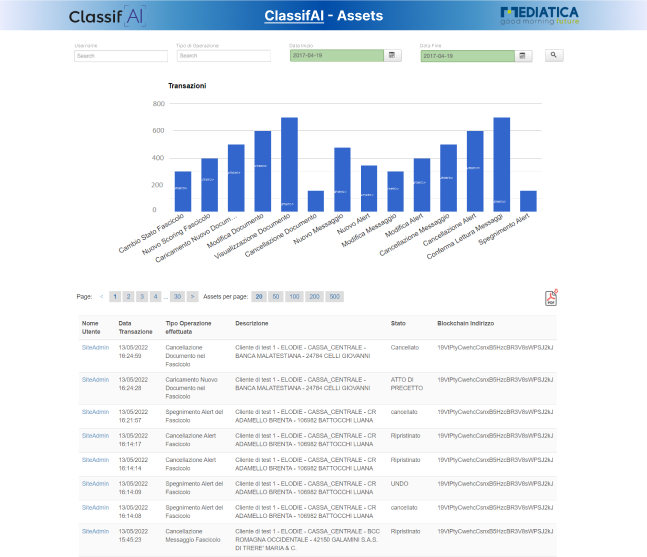 Classif[AI]
ClassifAI - Assets
MEDIATICA
good morning future
Username
Tipo di Operazione
Data Inizio
Data Fine
Search
Search
2017-04-19
2017-04-19
Transazioni
800
600
400
200
0
Cambio Stato Fascicolo
Nuovo Scoring Fascicolo
Caricamento Nuovo Docum...
Modifica Documento
Visualizzazione Documento
Cancellazione Documento
Nuovo Messaggio
Nuovo Alert
Modifica Messaggio
Modifica Alert
Cancellazione Messaggio
Cancellazione Alert
Conferma Lettura Messaggi
Spegnimento Alert
Page: < 1 2 3 4 ... 30 > Assets per page: 20 50 100 200 500
PDF
Nome Utente
Data Transazione
Tipo Operazione effettuata
Descrizione
Stato
Blockchain Indirizzo
SiteAdmin
13/05/2022
16:24:59
Cancellazione
Documento nel
Fascicolo
Cliente di test 1 - ELODIE - CASSA_CENTRALE -
BANCA MALATESTIANA - 24784 CELLI GIOVANNI
Cancellato
19VtPtyCwehcCsnxB5HzcBR3V8sWPSJ2kJ
SiteAdmin
13/05/2022
16:24:28
Caricamento Nuovo
Documento nel
Fascicolo
Cliente di test 1 - ELODIE - CASSA_CENTRALE -
BANCA MALATESTIANA - 24784 CELLI GIOVANNI
ATTO DI
PRECETTO
19VtPtyCwehcCsnxB5HzcBR3V8sWPSJ2kJ
SiteAdmin
13/05/2022
16:21:57
Spegnimento Alert del
Fascicolo
Cliente di test 1 - ELODIE - CASSA_CENTRALE - CR
ADAMELLO BRENTA - 106982 BATTOCCHI LUANA
cancellato
19VtPtyCwehcCsnxB5HzcBR3V8sWPSJ2kJ
SiteAdmin
13/05/2022
16:14:17
Cancellazione Alert
Fascicolo
Cliente di test 1 - ELODIE - CASSA_CENTRALE - CR
ADAMELLO BRENTA - 106982 BATTOCCHI LUANA
Ripristinato
19VtPtyCwehcCsnxB5HzcBR3V8sWPSJ2kJ
SiteAdmin
13/05/2022
16:14:14
Cancellazione Alert
Fascicolo
Cliente di test 1 - ELODIE - CASSA_CENTRALE - CR
ADAMELLO BRENTA - 106982 BATTOCCHI LUANA
Ripristinato
19VtPtyCwehcCsnxB5HzcBR3V8sWPSJ2kJ
SiteAdmin
13/05/2022
16:14:09
Spegnimento Alert del
Fascicolo
Cliente di test 1 - ELODIE - CASSA_CENTRALE - CR
ADAMELLO BRENTA - 106982 BATTOCCHI LUANA
UNDO
19VtPtyCwehcCsnxB5HzcBR3V8sWPSJ2kJ
SiteAdmin
13/05/2022
16:14:08
Spegnimento Alert del
Fascicolo
Cliente di test 1 - ELODIE - CASSA_CENTRALE - CR
ADAMELLO BRENTA - 106982 BATTOCCHI LUANA
cancellato
19VtPtyCwehcCsnxB5HzcBR3V8sWPSJ2kJ
SiteAdmin
13/05/2022
15:45:23
Cancellazione
Messaggio Fascicolo
Cliente di test 1 - ELODIE - CASSA_CENTRALE - BCC
ROMAGNA OCCIDENTALE - 42150 GALAMINI S.A.S.
DI TRERE' MARIA & C.
Ripristinato
19VtPtyCwehcCsnxB5HzcBR3V8sWPSJ2kJ